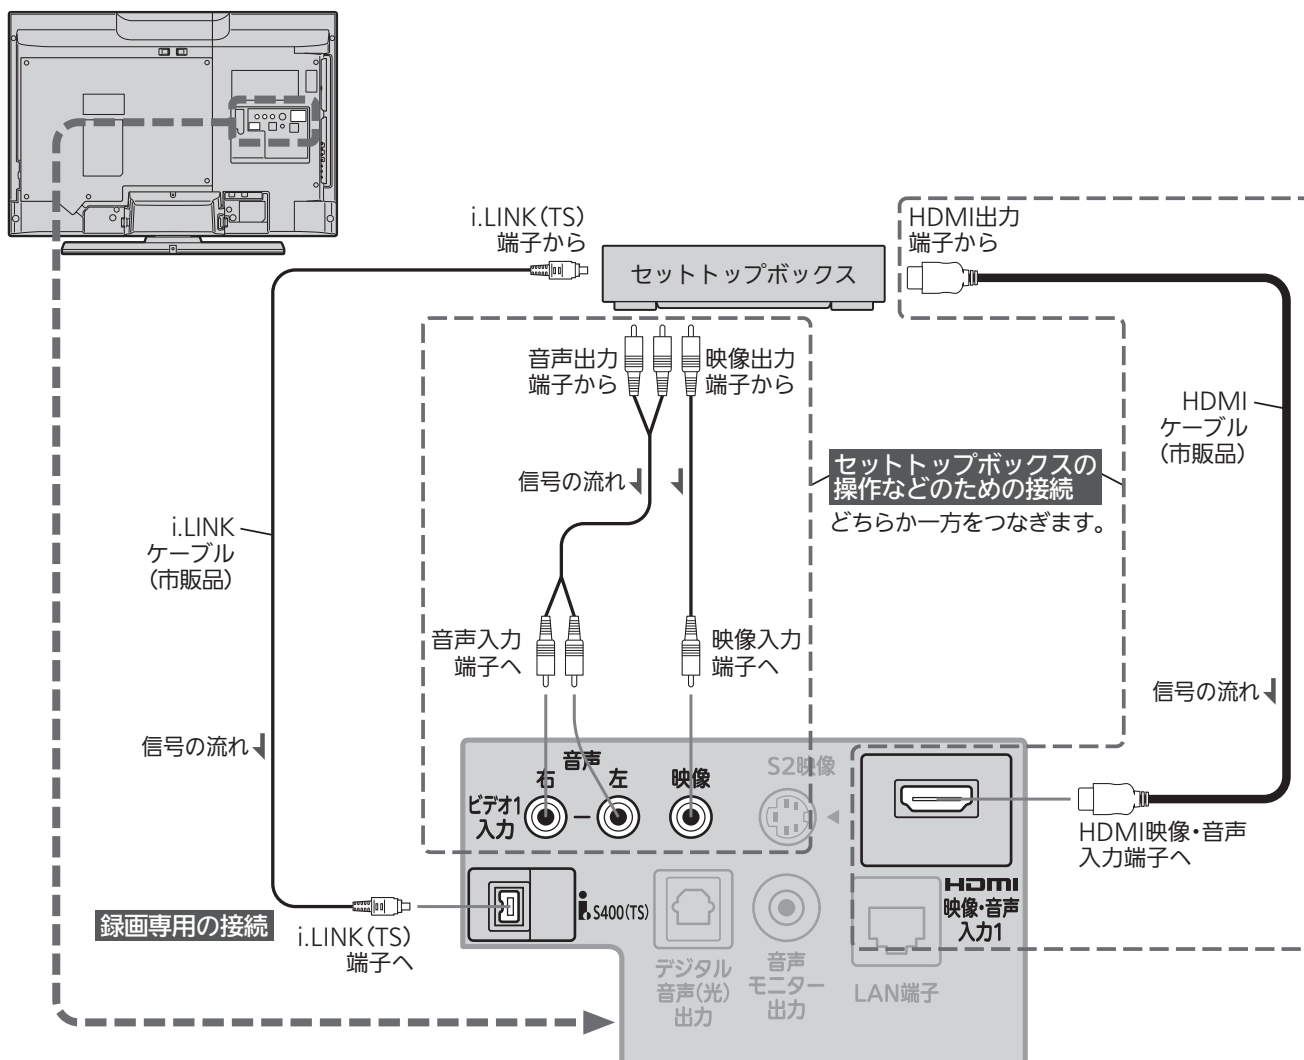 i.LINK(TS)
端子から
HDMI出力
端子から
セットトップボックス
音声出力
端子から
映像出力
端子から
HDMI
ケーブル
(市販品)
セットトップボックスの
操作などのための接続
どちらか一方をつなぎます。
信号の流れ
i.LINK
ケーブル
(市販品)
音声入力
端子へ
映像入力
端子へ
信号の流れ
信号の流れ
音声
右
左
映像
S2映像
ビデオ1
入力
HDMI映像・音声
入力端子へ
HDMI
映像・音声
入力1
i.S400(TS)
録画専用の接続
i.LINK(TS)
端子へ
デジタル
音声(光)
出力
音声
モニター
出力
LAN端子